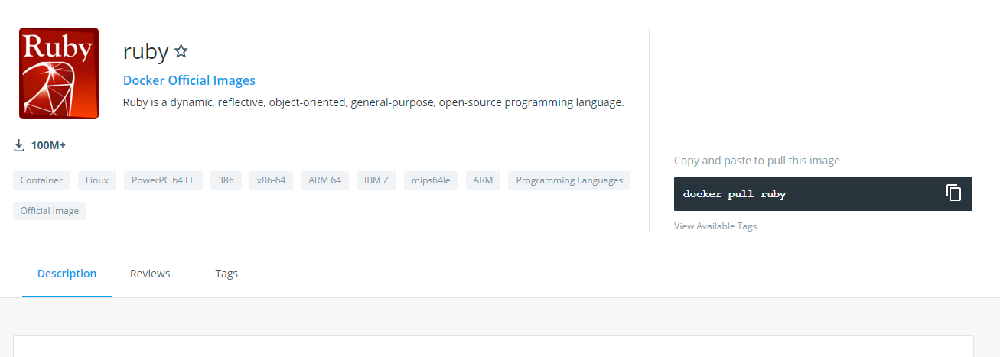 Ruby
ruby
Docker Official Images
Ruby is a dynamic, reflective, object-oriented, general-purpose, open-source programming language.
100M+
Container Linux PowerPC 64 LE 386 x86-64 ARM 64 IBM Z mips64le ARM Programming Languages
Official Image
Copy and paste to pull this image
docker pull ruby
View Available Tags
Description Reviews Tags